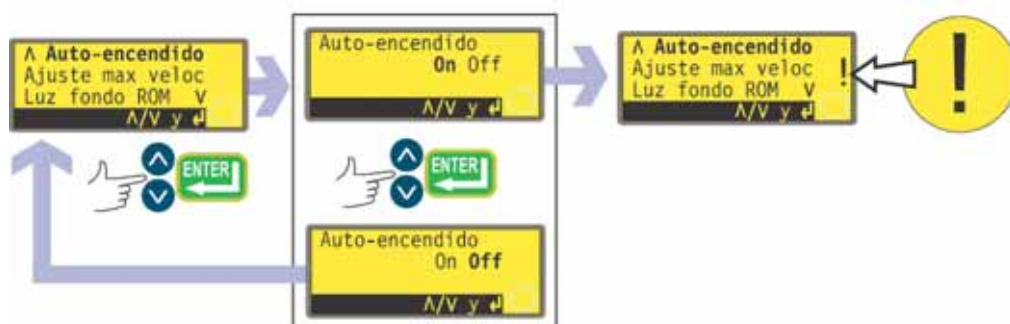 Λ Auto-encendido
Ajuste max veloc
Luz fondo ROM V
Λ/V y ↲
ENTER
Auto-encendido
On Off
Λ/V y ↲
ENTER
Auto-encendido
On Off
Λ/V y ↲
Λ Auto-encendido
Ajuste max veloc !
Luz fondo ROM V
Λ/V y ↲
!